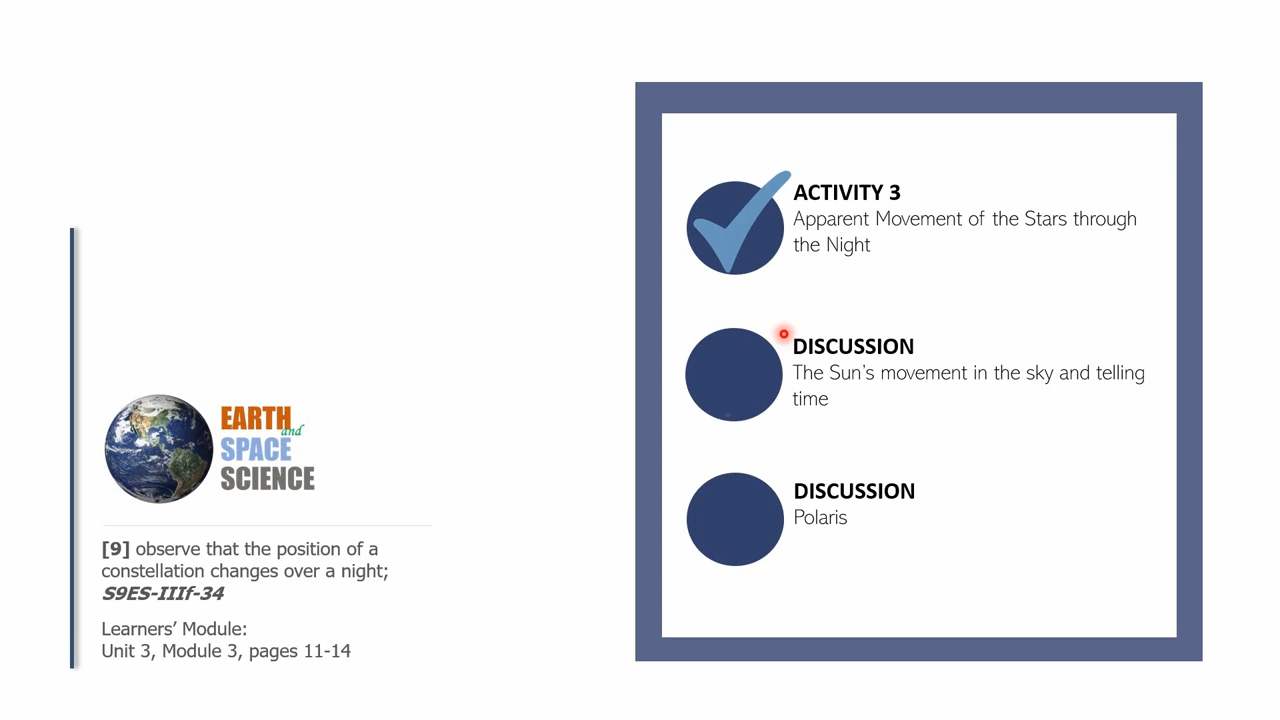 EARTH
and
SPACE
SCIENCE
[9] observe that the position of a
constellation changes over a night;
S9ES-IIIf-34
Learners' Module:
Unit 3, Module 3, pages 11-14
ACTIVITY 3
Apparent Movement of the Stars through
the Night
DISCUSSION
The Sun's movement in the sky and telling
time
DISCUSSION
Polaris